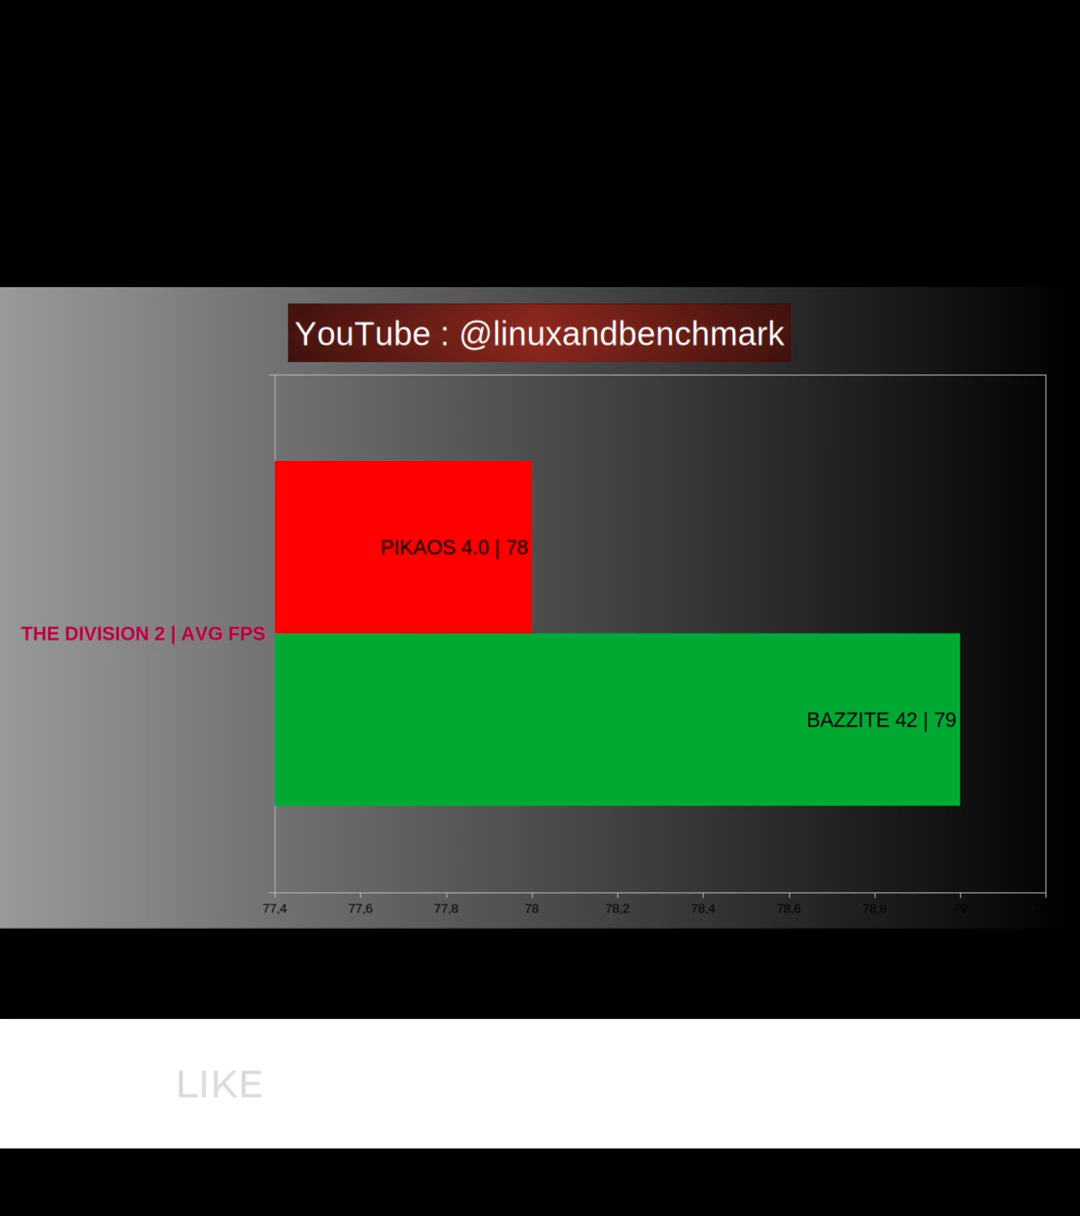 YouTube : @linuxandbenchmark
PIKAOS 4.0 | 78
THE DIVISION 2 | AVG FPS
BAZZITE 42 | 79
77,4 77,6 77,8 78 78,2 78,4 78,6 78,8 79
LIKE